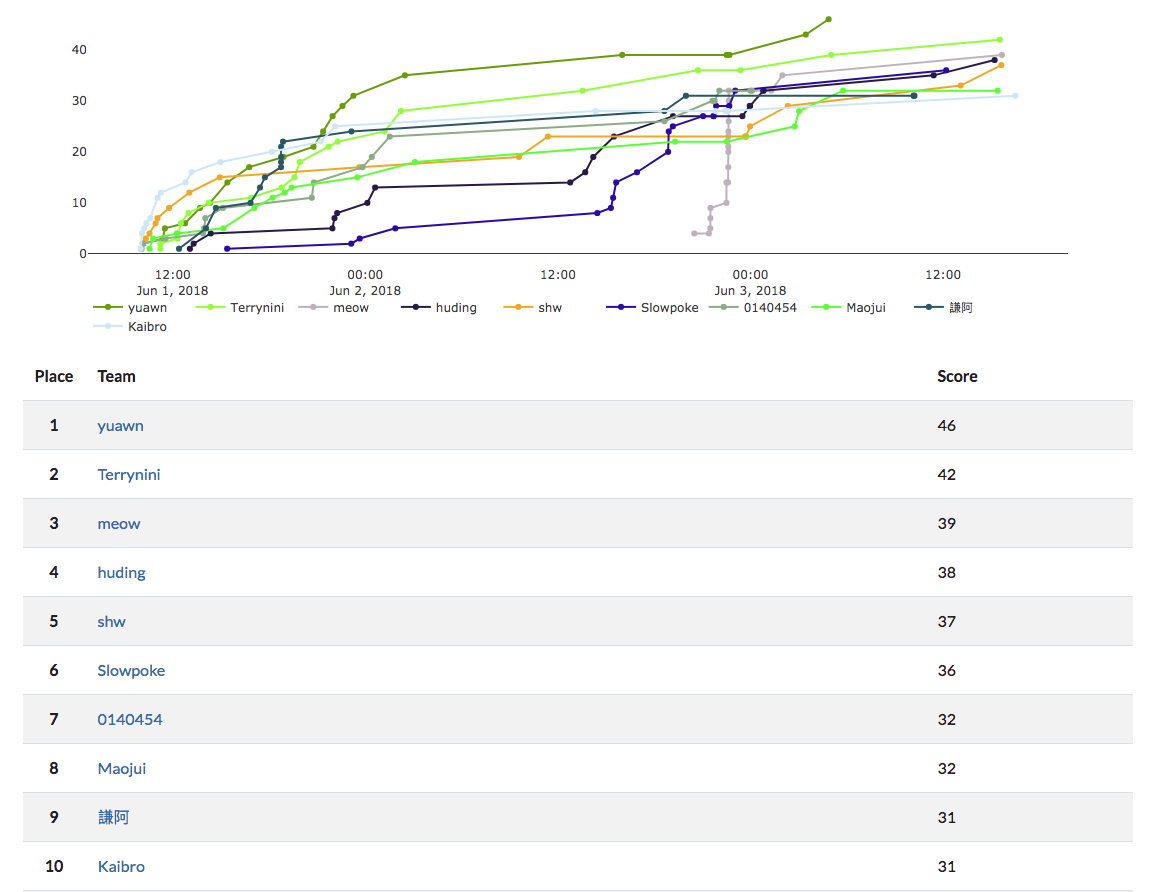 40
30
20
10
0
12:00 00:00 12:00 00:00 12:00
Jun 1, 2018 Jun 2, 2018 Jun 3, 2018
yuawn Terrynini meow huding shw Slowpoke 0140454 Maojui 謙阿
Kaibro
Place Team Score
1 yuawn 46
2 Terrynini 42
3 meow 39
4 huding 38
5 shw 37
6 Slowpoke 36
7 0140454 32
8 Maojui 32
9 謙阿 31
10 Kaibro 31